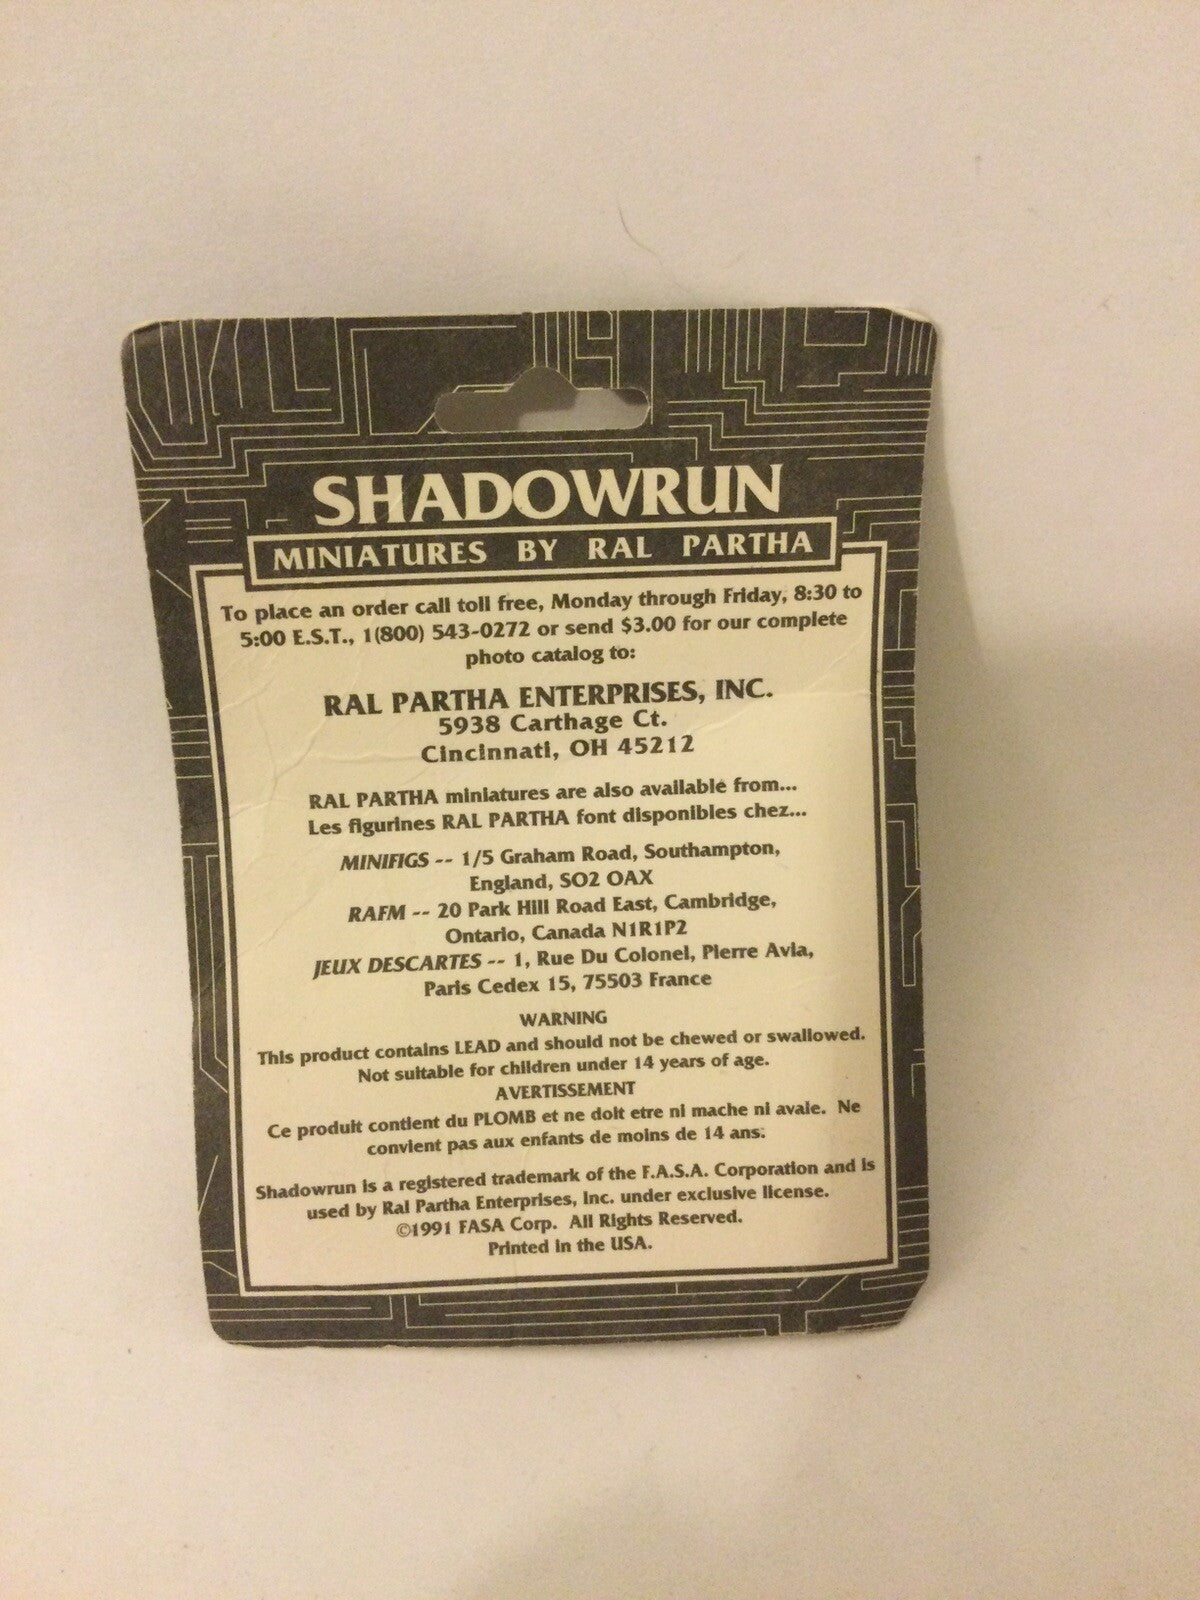 SHADOWRUN
MINIATURES BY RAL PARTHA
To place an order call toll free, Monday through Friday, 8:30 to
5:00 E.S.T., 1(800) 543-0272 or send $3.00 for our complete
photo catalog to:
RAL PARTHA ENTERPRISES, INC.
5938 Carthage Ct.
Cincinnati, OH 45212
RAL PARTHA miniatures are also available from...
Les figurines RAL PARTHA font disponibles chez...
MINIFIGS -- 1/5 Graham Road, Southampton,
England, SO2 OAX
RAFM -- 20 Park Hill Road East, Cambridge,
Ontario, Canada N1R1P2
JEUX DESCARTES -- 1, Rue Du Colonel, Pierre Avia,
Paris Cedex 15, 75503 France
WARNING
This product contains LEAD and should not be chewed or swallowed.
Not suitable for children under 14 years of age.
AVERTISSEMENT
Ce produit contient du PLOMB et ne doit etre ni mache ni avale. Ne
convient pas aux enfants de moins de 14 ans.
Shadowrun is a registered trademark of the F.A.S.A. Corporation and is
used by Ral Partha Enterprises, Inc. under exclusive license.
©1991 FASA Corp. All Rights Reserved.
Printed in the USA.